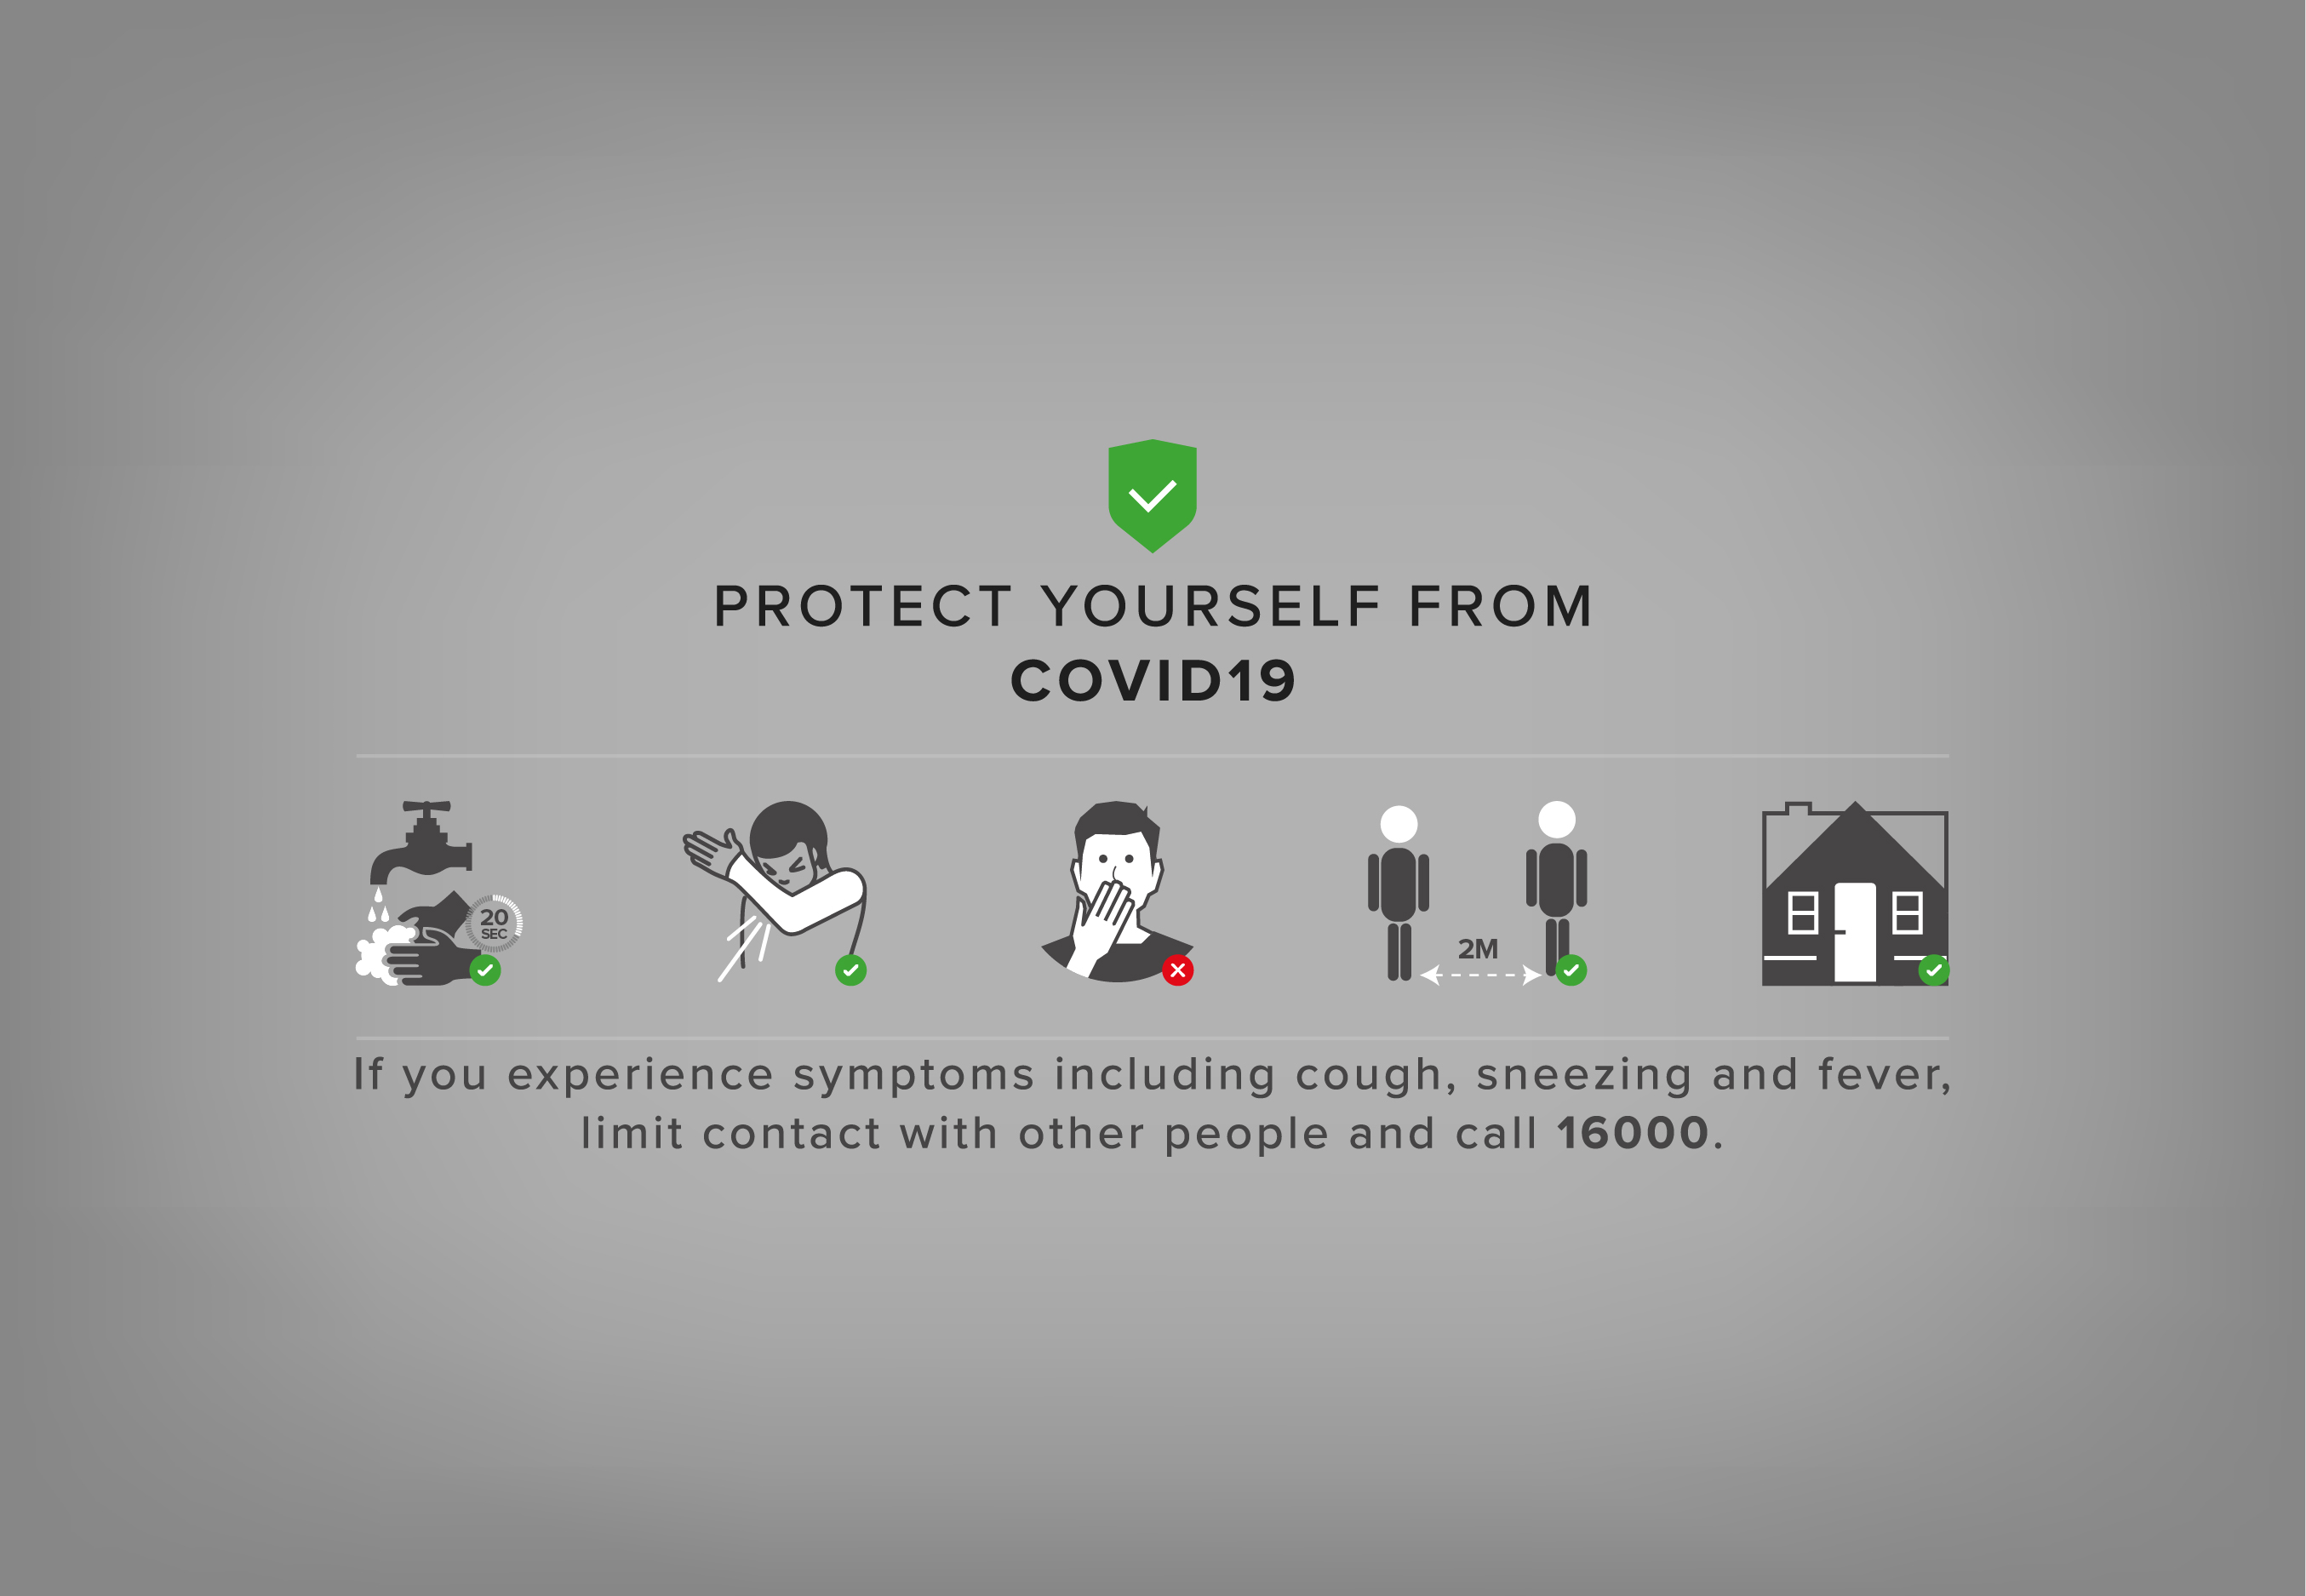 PROTECT YOURSELF FROM
COVID19
20
SEC
2M
If you experience symptoms including cough, sneezing and fever,
limit contact with other people and call 16000.